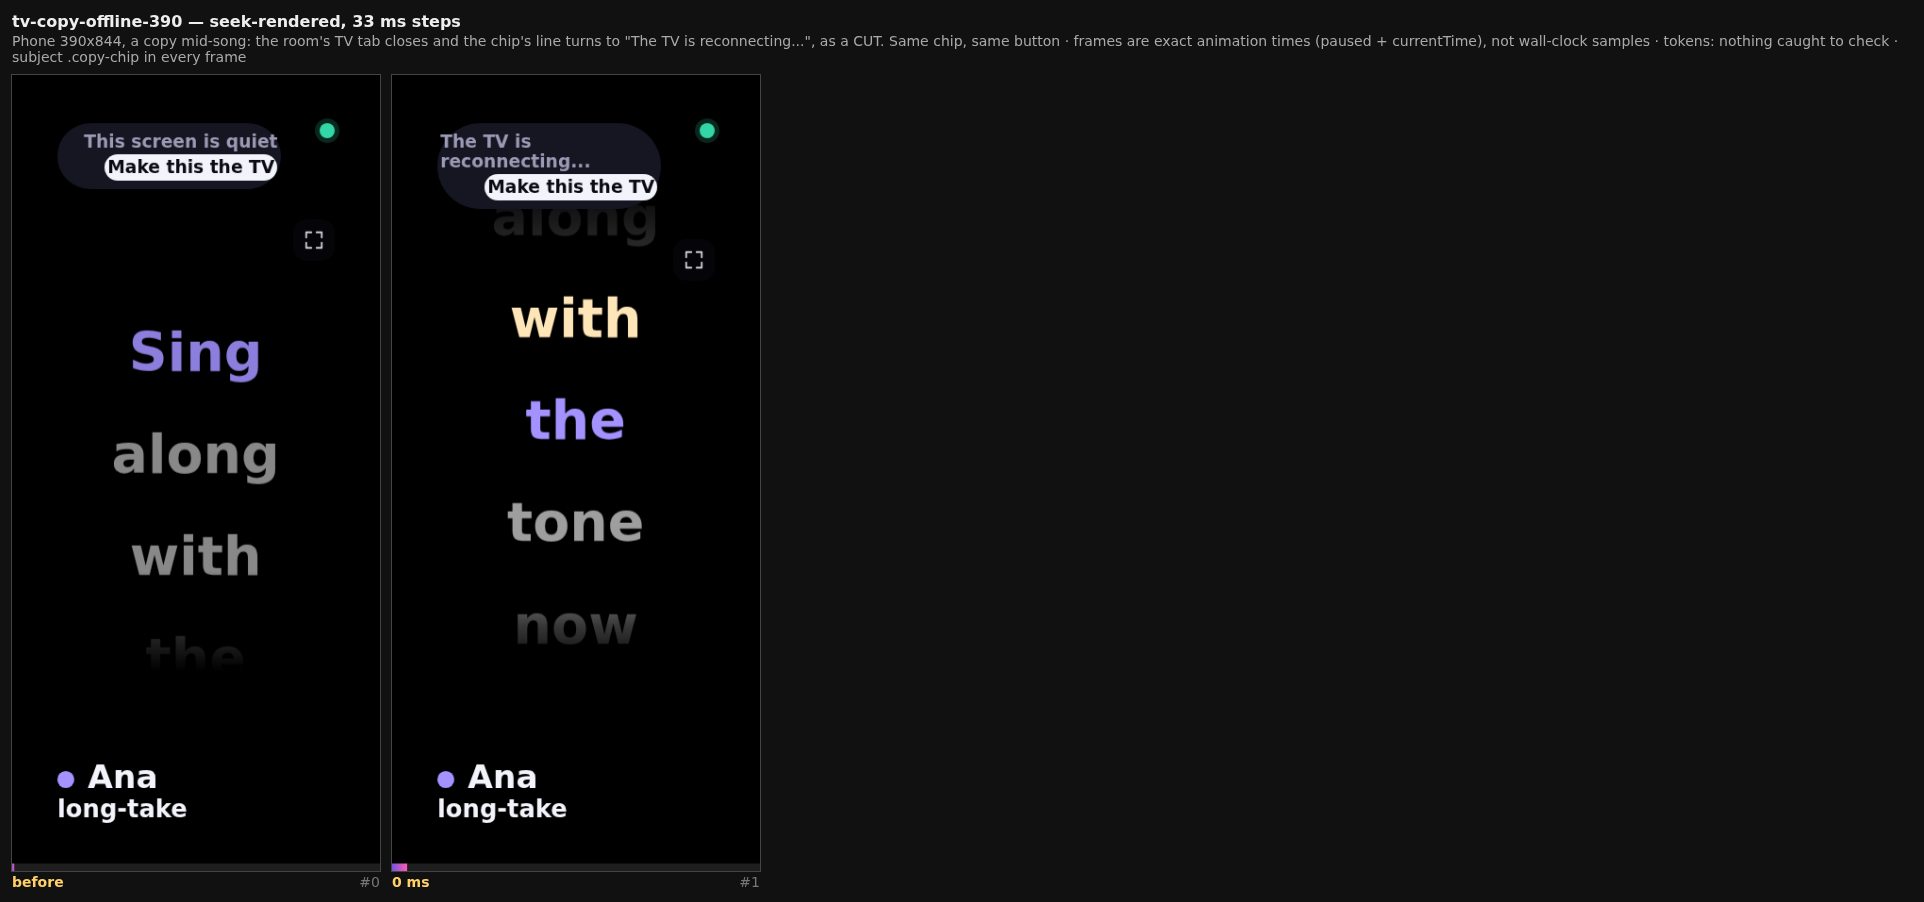 tv-copy-offline-390 — seek-rendered, 33 ms steps
Phone 390x844, a copy mid-song: the room's TV tab closes and the chip's line turns to "The TV is reconnecting...", as a CUT. Same chip, same button · frames are exact animation times (paused + currentTime), not wall-clock samples · tokens: nothing caught to check ·
subject .copy-chip in every frame
This screen is quiet
Make this the TV
Sing
along
with
the
Ana
long-take
before
#0
The TV is
reconnecting...
Make this the TV
along
with
the
tone
now
Ana
long-take
0 ms
#1